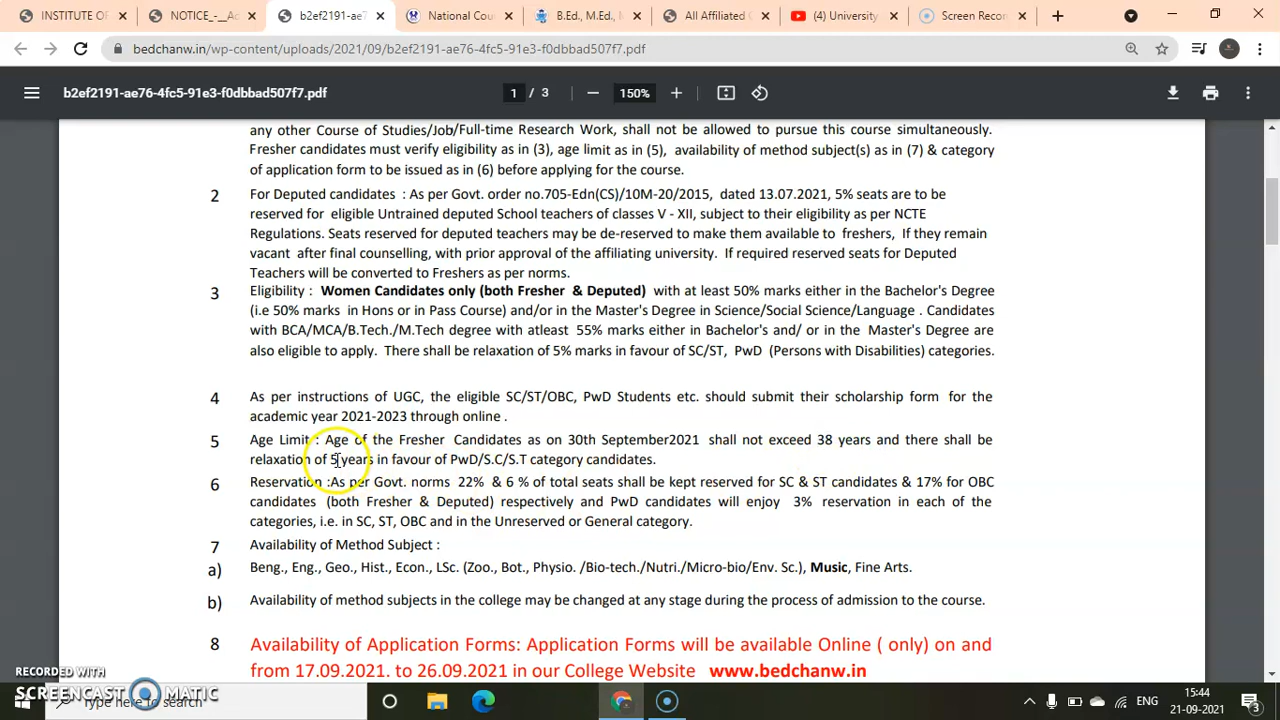 INSTITUTE OF
NOTICE_-__A
b2ef2191-ae7
National Cou
B.Ed., M.Ed., M
All Affiliated C
(4) University
Screen Recor
bedchanw.in/wp-content/uploads/2021/09/b2ef2191-ae76-4fc5-91e3-f0dbbad507f7.pdf
b2ef2191-ae76-4fc5-91e3-f0dbbad507f7.pdf
1 / 3
150%
any other Course of Studies/Job/Full-time Research Work, shall not be allowed to pursue this course simultaneously.
Fresher candidates must verify eligibility as in (3), age limit as in (5), availability of method subject(s) as in (7) & category
of application form to be issued as in (6) before applying for the course.
2 For Deputed candidates : As per Govt. order no.705-Edn(CS)/10M-20/2015, dated 13.07.2021, 5% seats are to be
reserved for eligible Untrained deputed School teachers of classes V - XII, subject to their eligibility as per NCTE
Regulations. Seats reserved for deputed teachers may be de-reserved to make them available to freshers, If they remain
vacant after final counselling, with prior approval of the affiliating university. If required reserved seats for Deputed
Teachers will be converted to Freshers as per norms.
3 Eligibility : Women Candidates only (both Fresher & Deputed) with at least 50% marks either in the Bachelor's Degree
(i.e 50% marks in Hons or in Pass Course) and/or in the Master's Degree in Science/Social Science/Language . Candidates
with BCA/MCA/B.Tech./M.Tech degree with atleast 55% marks either in Bachelor's and/ or in the Master's Degree are
also eligible to apply. There shall be relaxation of 5% marks in favour of SC/ST, PwD (Persons with Disabilities) categories.
4 As per instructions of UGC, the eligible SC/ST/OBC, PwD Students etc. should submit their scholarship form for the
academic year 2021-2023 through online .
5 Age Limit : Age of the Fresher Candidates as on 30th September2021 shall not exceed 38 years and there shall be
relaxation of 5 years in favour of PwD/S.C/S.T category candidates.
6 Reservation :As per Govt. norms 22% & 6 % of total seats shall be kept reserved for SC & ST candidates & 17% for OBC
candidates (both Fresher & Deputed) respectively and PwD candidates will enjoy 3% reservation in each of the
categories, i.e. in SC, ST, OBC and in the Unreserved or General category.
7 Availability of Method Subject :
a) Beng., Eng., Geo., Hist., Econ., LSc. (Zoo., Bot., Physio. /Bio-tech./Nutri./Micro-bio/Env. Sc.), Music, Fine Arts.
b) Availability of method subjects in the college may be changed at any stage during the process of admission to the course.
8 Availability of Application Forms: Application Forms will be available Online ( only) on and
from 17.09.2021. to 26.09.2021 in our College Website www.bedchanw.in
RECORDED WITH
SCREENCAST MATIC
Type here to search
ENG
15:44
21-09-2021
3